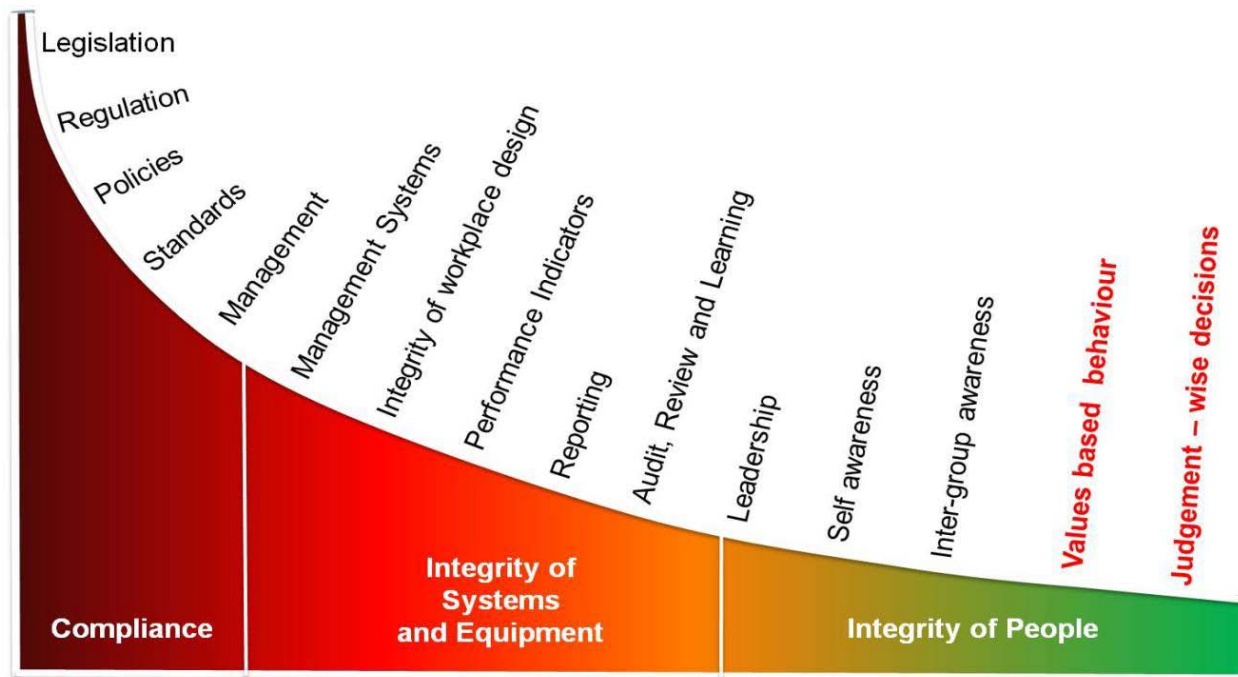 Legislation
Regulation
Policies
Standards
Management
Management Systems
Integrity of workplace design
Performance Indicators
Reporting
Audit, Review and Learning
Leadership
Self awareness
Inter-group awareness
Values based behaviour
Judgement – wise decisions
Compliance
Integrity of
Systems
and Equipment
Integrity of People